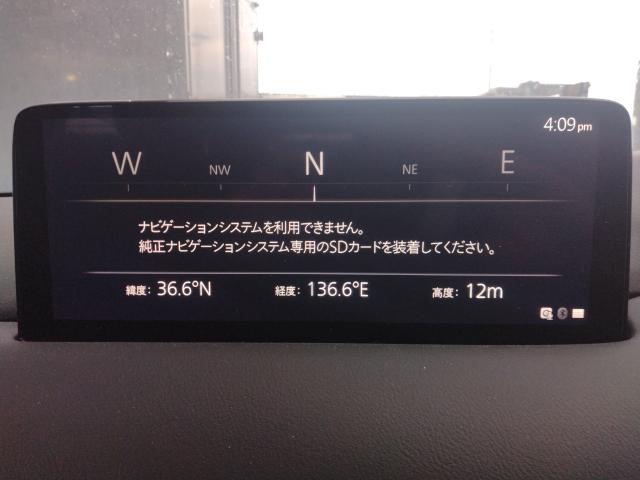 4:09 pm
W NW N NE E
ナビゲーションシステムを利用できません。
純正ナビゲーションシステム専用のSDカードを装着してください。
緯度: 36.6°N 経度: 136.6°E 高度: 12m